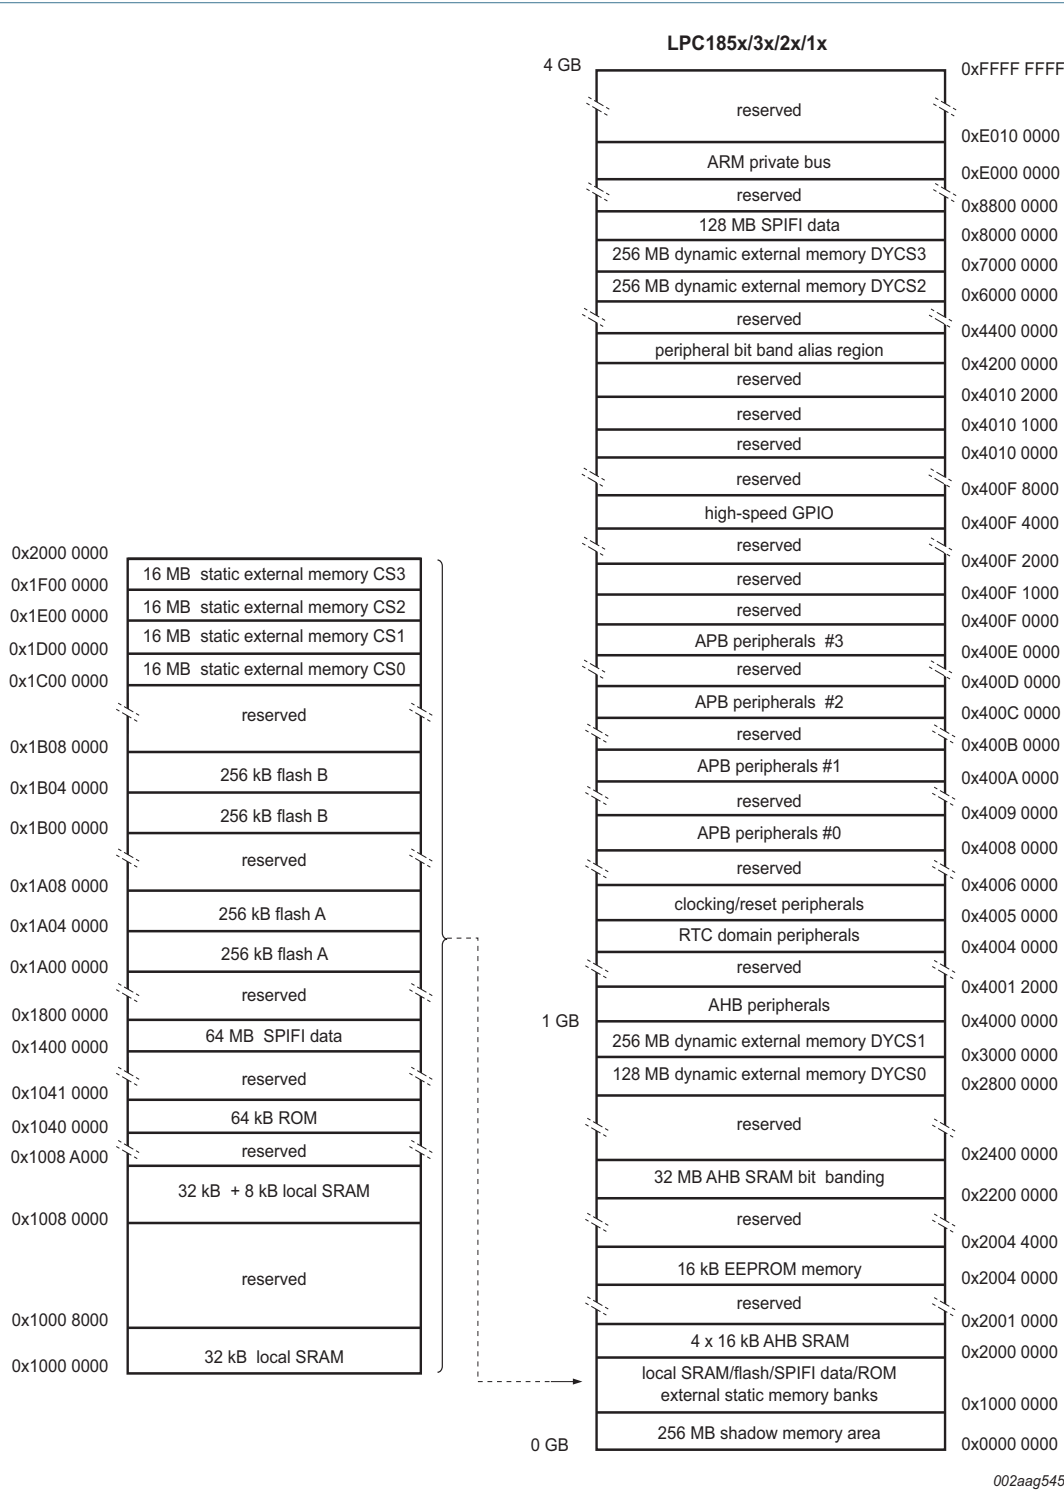 LPC185x/3x/2x/1x
4 GB
0xFFFF FFFF
reserved
0xE010 0000
ARM private bus
0xE000 0000
reserved
0x8800 0000
128 MB SPIFI data
0x8000 0000
256 MB dynamic external memory DYCS3
0x7000 0000
256 MB dynamic external memory DYCS2
0x6000 0000
reserved
0x4400 0000
peripheral bit band alias region
0x4200 0000
reserved
0x4010 2000
reserved
0x4010 1000
reserved
0x4010 0000
reserved
0x400F 8000
high-speed GPIO
0x400F 4000
reserved
0x400F 2000
reserved
0x400F 1000
reserved
0x400F 0000
APB peripherals #3
0x400E 0000
reserved
0x400D 0000
APB peripherals #2
0x400C 0000
reserved
0x400B 0000
APB peripherals #1
0x400A 0000
reserved
0x4009 0000
APB peripherals #0
0x4008 0000
reserved
0x4006 0000
clocking/reset peripherals
0x4005 0000
RTC domain peripherals
0x4004 0000
reserved
0x4001 2000
AHB peripherals
1 GB
0x4000 0000
256 MB dynamic external memory DYCS1
0x3000 0000
128 MB dynamic external memory DYCS0
0x2800 0000
reserved
0x2400 0000
32 MB AHB SRAM bit banding
0x2200 0000
reserved
0x2004 4000
16 kB EEPROM memory
0x2004 0000
reserved
0x2001 0000
4 x 16 kB AHB SRAM
0x2000 0000
local SRAM/flash/SPIFI data/ROM
external static memory banks
0x1000 0000
256 MB shadow memory area
0 GB
0x0000 0000
0x2000 0000
16 MB static external memory CS3
0x1F00 0000
16 MB static external memory CS2
0x1E00 0000
16 MB static external memory CS1
0x1D00 0000
16 MB static external memory CS0
0x1C00 0000
reserved
0x1B08 0000
256 kB flash B
0x1B04 0000
256 kB flash B
0x1B00 0000
reserved
0x1A08 0000
256 kB flash A
0x1A04 0000
256 kB flash A
0x1A00 0000
reserved
0x1800 0000
64 MB SPIFI data
0x1400 0000
reserved
0x1041 0000
64 kB ROM
0x1040 0000
reserved
0x1008 A000
32 kB + 8 kB local SRAM
0x1008 0000
reserved
0x1000 8000
32 kB local SRAM
0x1000 0000
002aag545